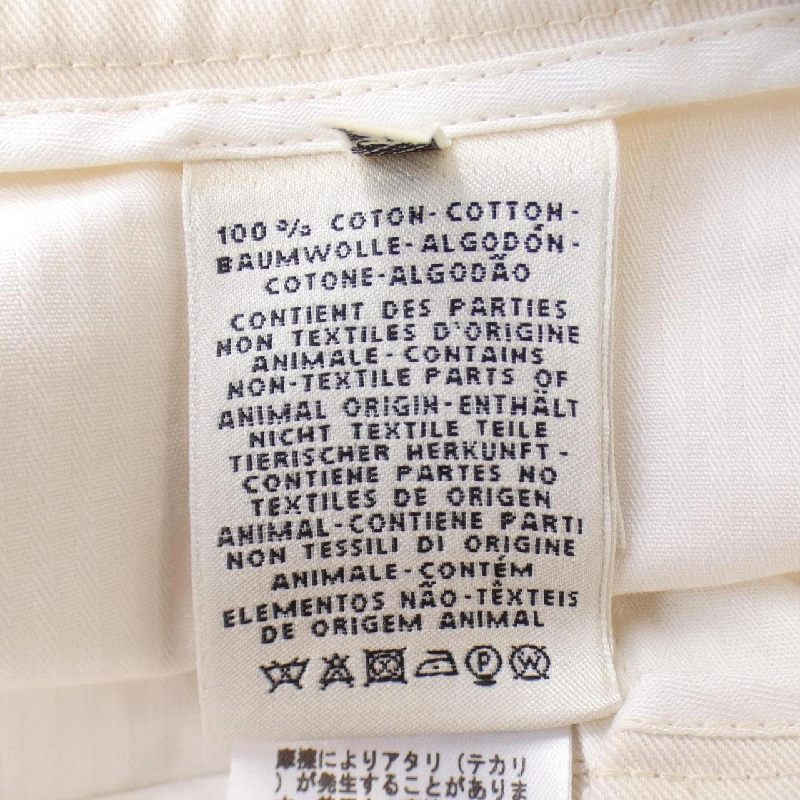 100 % COTON - COTTON -
BAUMWOLLE - ALGODÓN -
COTONE-ALGODÃO
CONTIENT DES PARTIES
NON TEXTILES D'ORIGINE
ANIMALE - CONTAINS
NON-TEXTILE PARTS OF
ANIMAL ORIGIN-ENTHÄLT
NICHT TEXTILE TEILE
TIERISCHER HERKUNFT -
CONTIENE PARTES NO
TEXTILES DE ORIGEN
ANIMAL-CONTIENE PARTI
NON TESSILI DI ORIGINE
ANIMALE - CONTÉM
ELEMENTOS NÃO-TÊXTEIS
DE ORIGEM ANIMAL
P W
摩擦によりアタリ（テカリ
）が発生することがありま